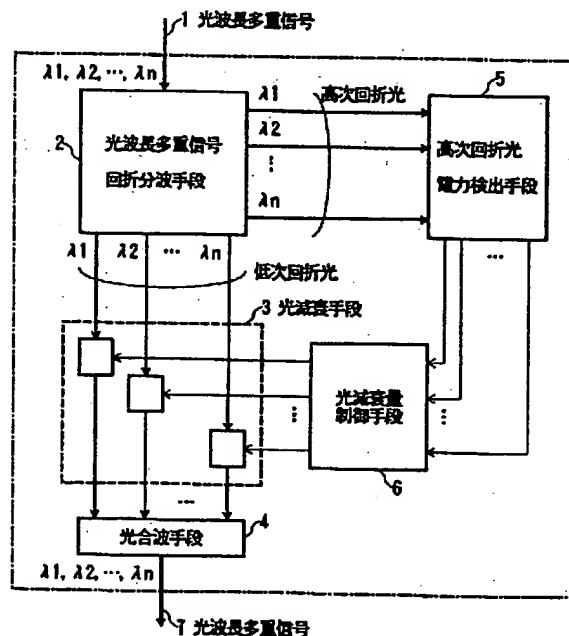 1 光波長多重信号
λ1, λ2, …, λn
5
λ1
高次回折光
2
光波長多重信号
回折分波手段
λ2
⋮
λn
高次回折光
電力検出手段
λ1 λ2 … λn
…
低次回折光
3 光減衰手段
光減衰量
制御手段
⋮
⋮
6
…
光合波手段
4
λ1, λ2, …, λn
7 光波長多重信号